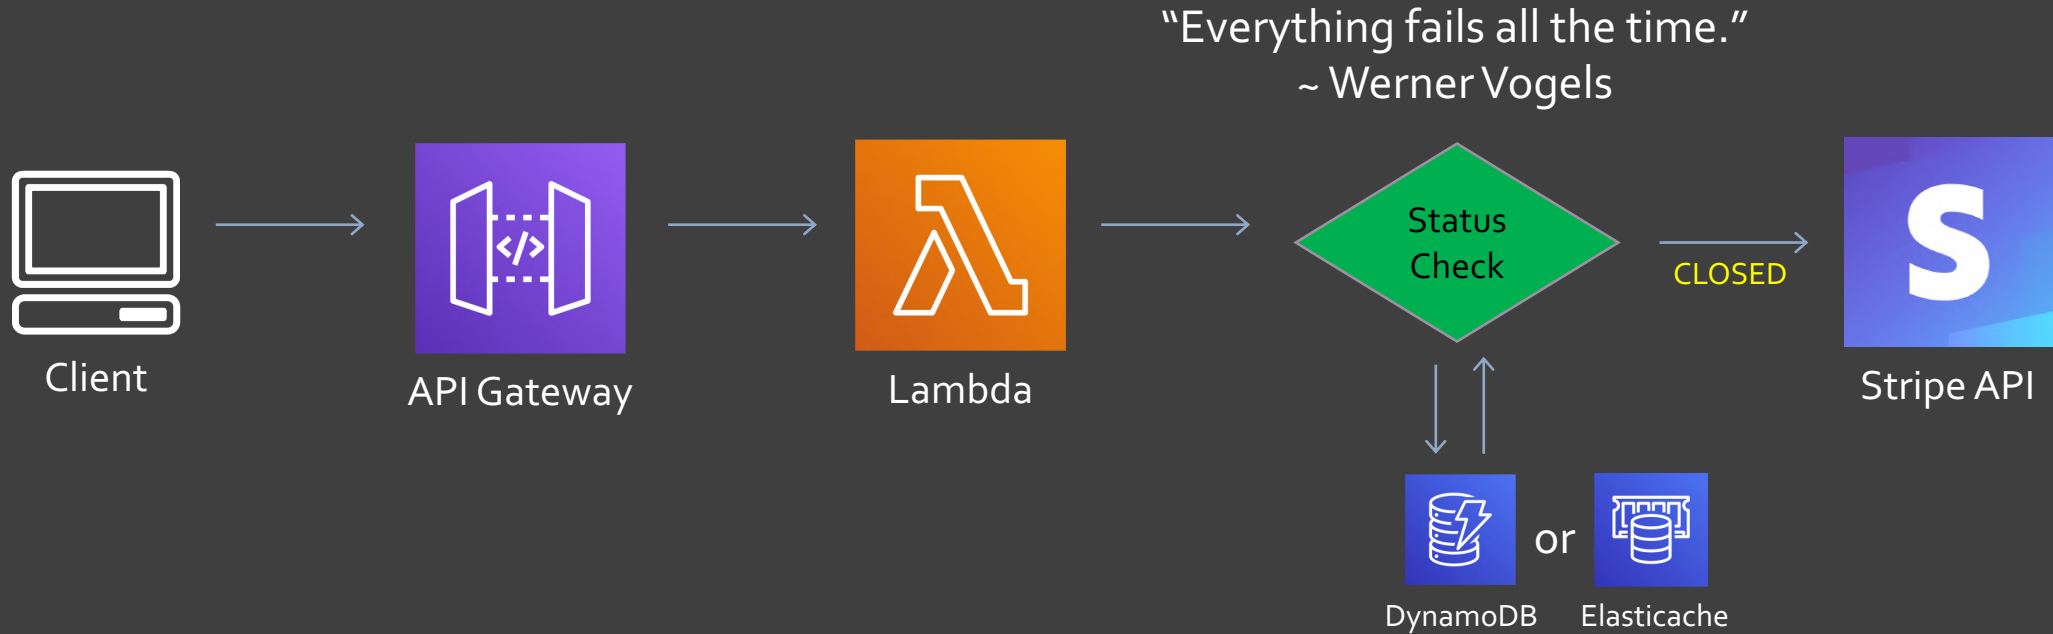 “Everything fails all the time.”
~ Werner Vogels
Client
API Gateway
</>
Lambda
Status
Check
CLOSED
S
Stripe API
or
DynamoDB
Elasticache